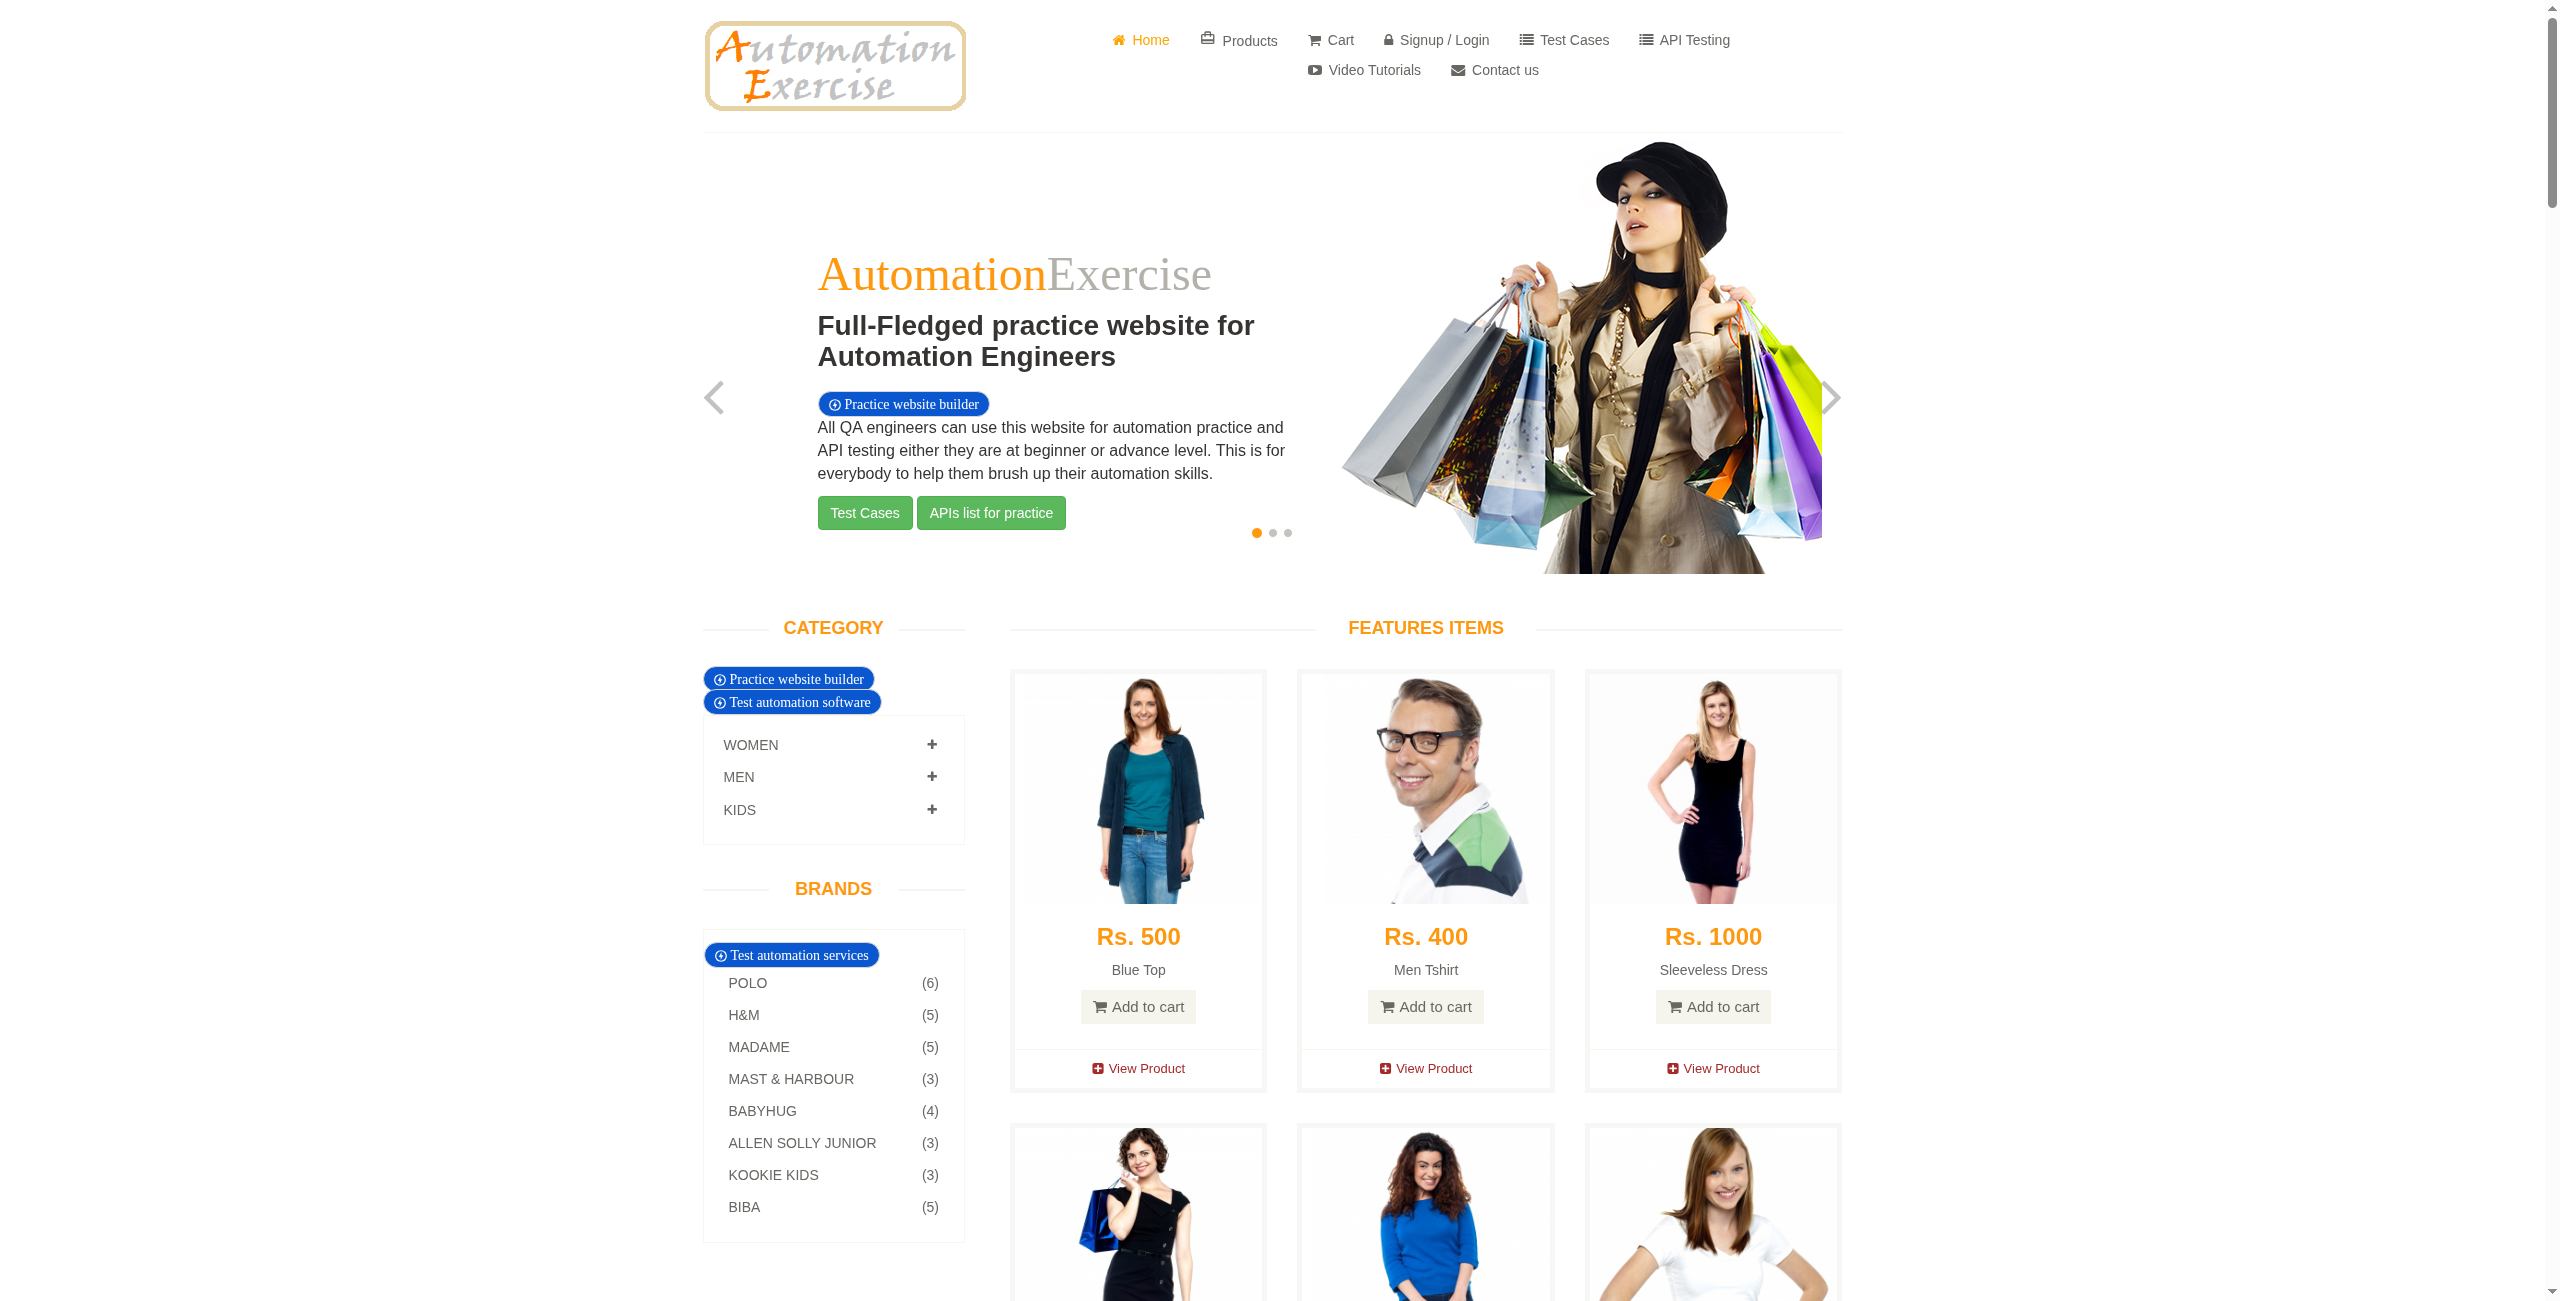 Automation
Exercise
Home
Products
Cart
Signup / Login
Test Cases
API Testing
Video Tutorials
Contact us
AutomationExercise
Full-Fledged practice website for
Automation Engineers
Practice website builder
All QA engineers can use this website for automation practice and
API testing either they are at beginner or advance level. This is for
everybody to help them brush up their automation skills.
Test Cases
APIs list for practice
CATEGORY
Practice website builder
Test automation software
WOMEN
MEN
KIDS
BRANDS
Test automation services
POLO (6)
H&M (5)
MADAME (5)
MAST & HARBOUR (3)
BABYHUG (4)
ALLEN SOLLY JUNIOR (3)
KOOKIE KIDS (3)
BIBA (5)
FEATURES ITEMS
Rs. 500
Blue Top
Add to cart
View Product
Rs. 400
Men Tshirt
Add to cart
View Product
Rs. 1000
Sleeveless Dress
Add to cart
View Product